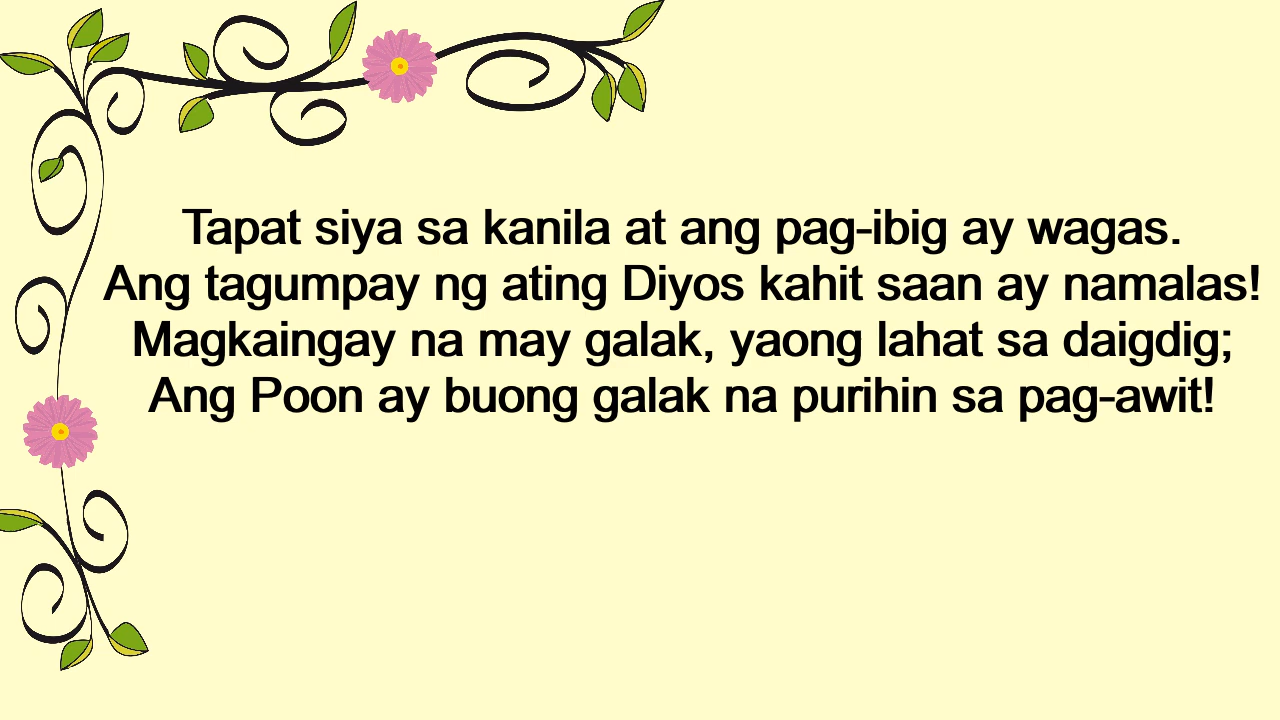 Tapat siya sa kanila at ang pag-ibig ay wagas.
Ang tagumpay ng ating Diyos kahit saan ay namalas!
Magkaingay na may galak, yaong lahat sa daigdig;
Ang Poon ay buong galak na purihin sa pag-awit!